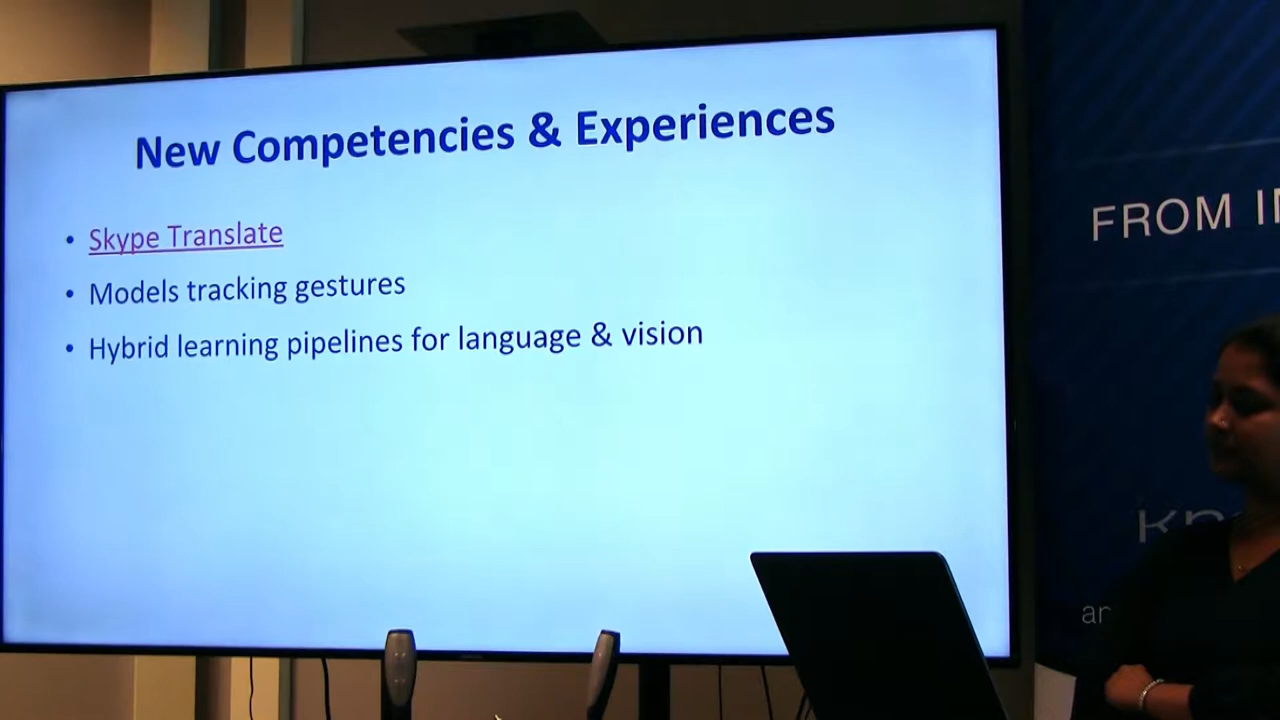 New Competencies & Experiences
• Skype Translate
• Models tracking gestures
• Hybrid learning pipelines for language & vision
FROM